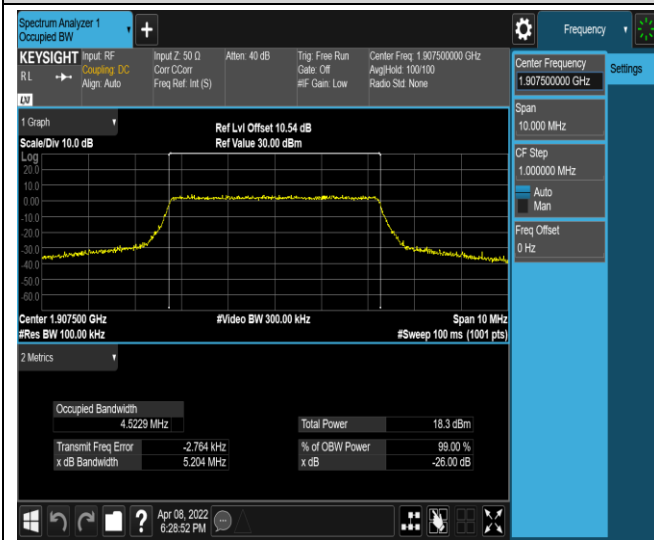 Spectrum Analyzer 1
Occupied BW
+
Frequency
KEYSIGHT
RL
Input: RF
Coupling: DC
Align: Auto
Input Z: 50 Ω
Corr CCorr
Freq Ref: Int (S)
Atten: 40 dB
Trig: Free Run
Gate: Off
#IF Gain: Low
Center Freq: 1.907500000 GHz
Avg|Hold: 100/100
Radio Std: None
LXI
1 Graph
Scale/Div 10.0 dB
Ref Lvl Offset 10.54 dB
Ref Value 30.00 dBm
Log
20.0
10.0
0.00
-10.0
-20.0
-30.0
-40.0
-50.0
-60.0
Center 1.907500 GHz
#Res BW 100.00 kHz
#Video BW 300.00 kHz
Span 10 MHz
#Sweep 100 ms (1001 pts)
2 Metrics
Occupied Bandwidth
4.5229 MHz
Total Power 18.3 dBm
Transmit Freq Error -2.764 kHz
% of OBW Power 99.00 %
x dB Bandwidth 5.204 MHz
x dB -26.00 dB
Center Frequency
1.907500000 GHz
Settings
Span
10.000 MHz
CF Step
1.000000 MHz
Auto
Man
Freq Offset
0 Hz
?
Apr 08, 2022
6:28:52 PM